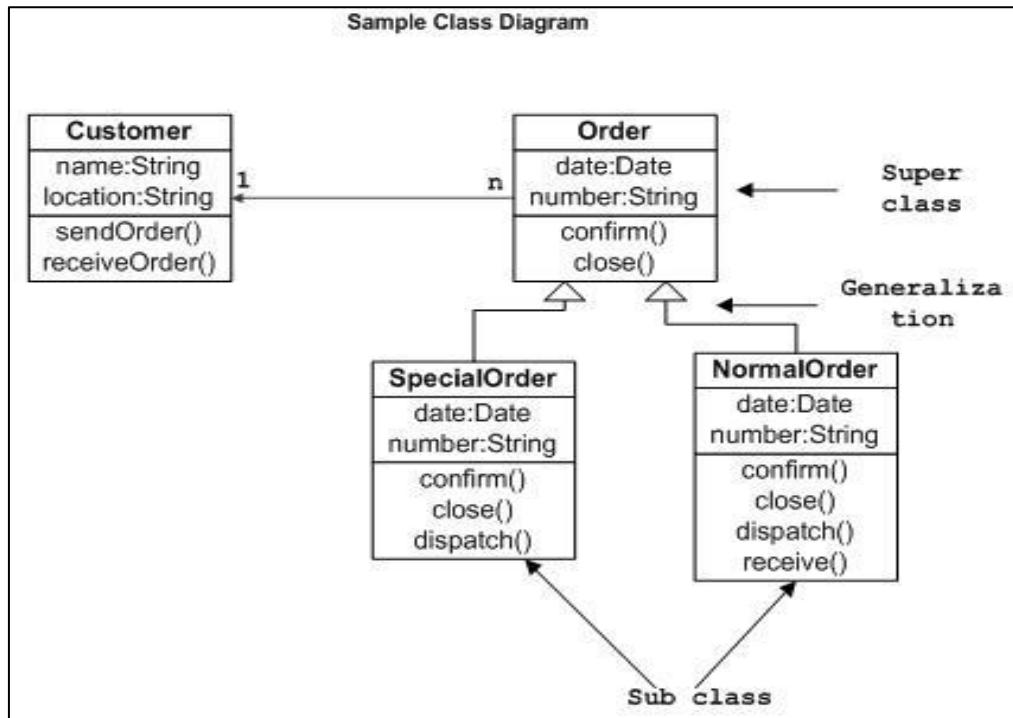 Sample Class Diagram
Customer
name:String
location:String
sendOrder()
receiveOrder()
1
n
Order
date:Date
number:String
confirm()
close()
Super
class
Generaliza
tion
SpecialOrder
date:Date
number:String
confirm()
close()
dispatch()
NormalOrder
date:Date
number:String
confirm()
close()
dispatch()
receive()
Sub class